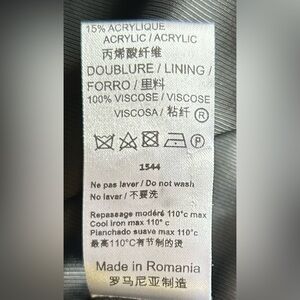 15% ACRYLIQUE
ACRYLIC / ACRYLIC
丙烯酸纤维
DOUBLURE / LINING /
FORRO / 里料
100% VISCOSE / VISCOSE
VISCOSA / 粘纤
P
1544
Ne pas laver / Do not wash
No lavar / 不要洗
Repassage modéré 110°c max
Cool iron max 110° c
Planchado suave max 110°c
最高110°C有节制的烫
Made in Romania
罗马尼亚制造